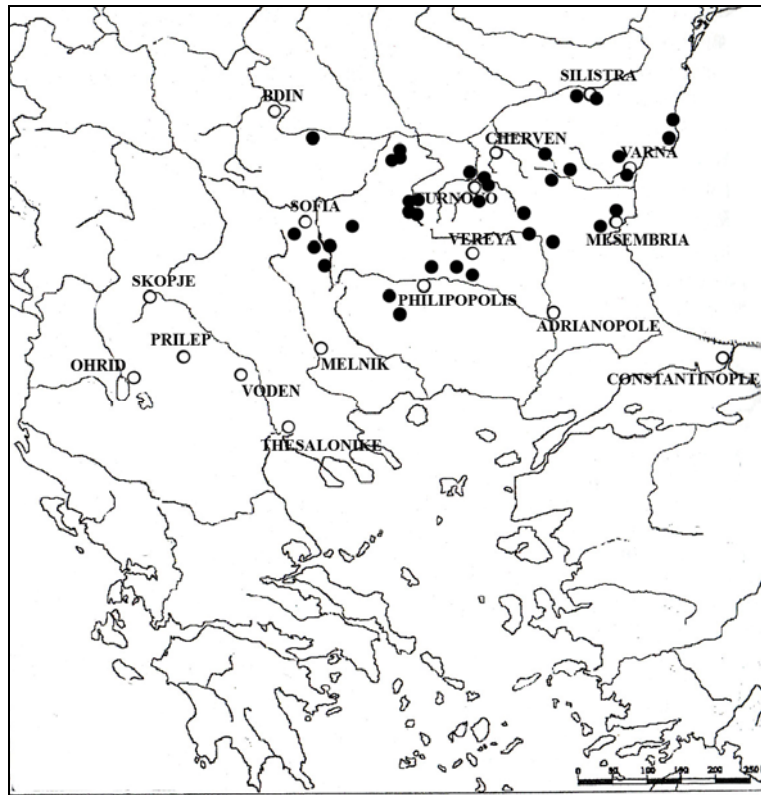 SILISTRA
BDIN
CHERVEN
VARNA
TURNOVO
SOFIA
MESEMBRIA
VEREYA
SKOPJE
PHILIPOPOLIS
ADRIANOPOLE
PRILEP
MELNIK
OHRID
CONSTANTINOPLE
VODEN
THESALONIKE
0 50 100 150 200 250